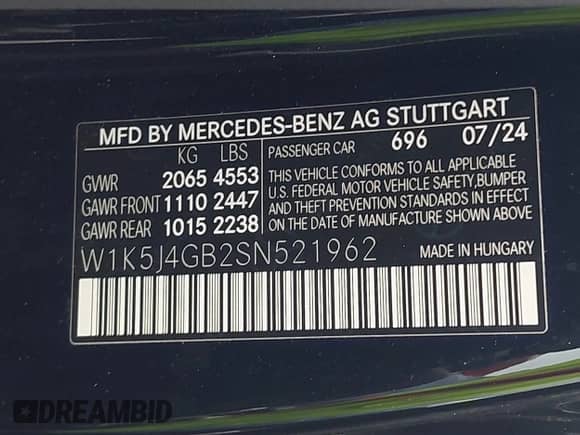 MFD BY MERCEDES-BENZ AG STUTTGART
KG LBS PASSENGER CAR 696 07/24
GVWR 2065 4553
GAWR FRONT 1110 2447
GAWR REAR 1015 2238
THIS VEHICLE CONFORMS TO ALL APPLICABLE
U.S. FEDERAL MOTOR VEHICLE SAFETY,BUMPER
AND THEFT PREVENTION STANDARDS IN EFFECT
ON THE DATE OF MANUFACTURE SHOWN ABOVE
W1K5J4GB2SN521962 MADE IN HUNGARY
DREAMBID